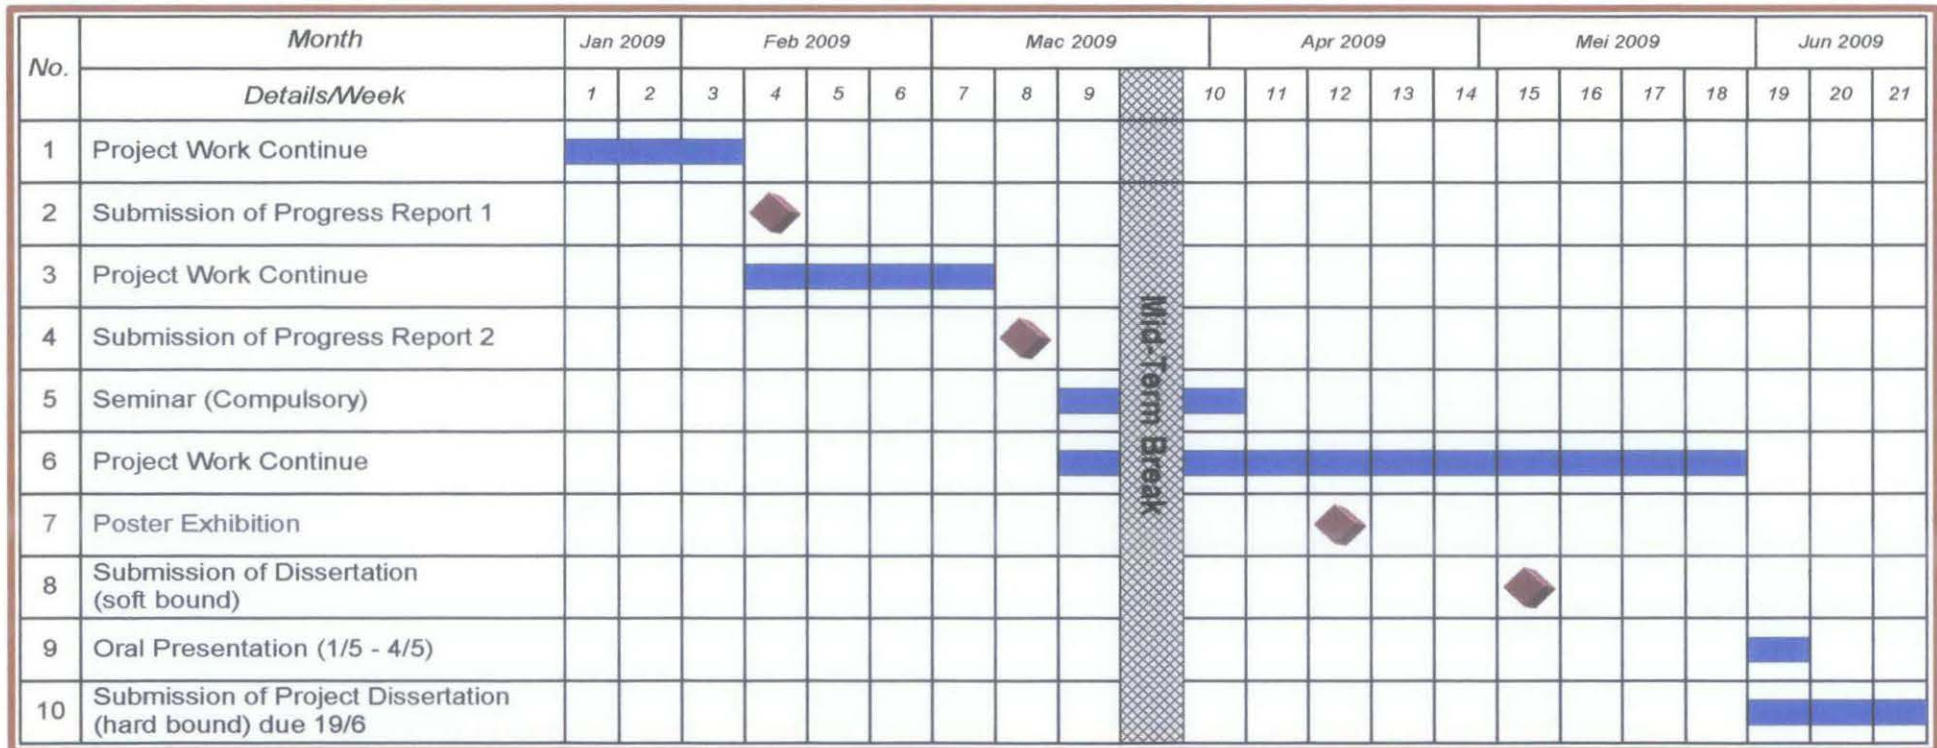 No. Month Jan 2009 Feb 2009 Mac 2009 Apr 2009 Mei 2009 Jun 2009
Details/Week 1 2 3 4 5 6 7 8 9 10 11 12 13 14 15 16 17 18 19 20 21
1 Project Work Continue
2 Submission of Progress Report 1
3 Project Work Continue
4 Submission of Progress Report 2
5 Seminar (Compulsory)
6 Project Work Continue
7 Poster Exhibition
8 Submission of Dissertation
(soft bound)
9 Oral Presentation (1/5 - 4/5)
10 Submission of Project Dissertation
(hard bound) due 19/6
Mid-Term Break